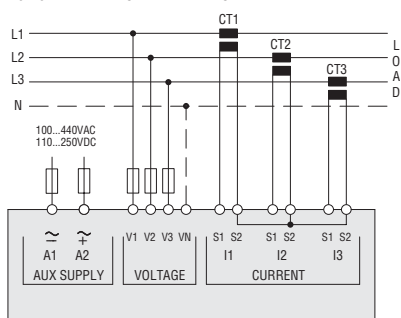 CT1
L1
L
CT2
L2
O
CT3
L3
A
N
D
100...440VAC
110...250VDC
V1 V2 V3 VN
S1 S2 S1 S2 S1 S2
A1 A2
I1 I2 I3
AUX SUPPLY VOLTAGE CURRENT